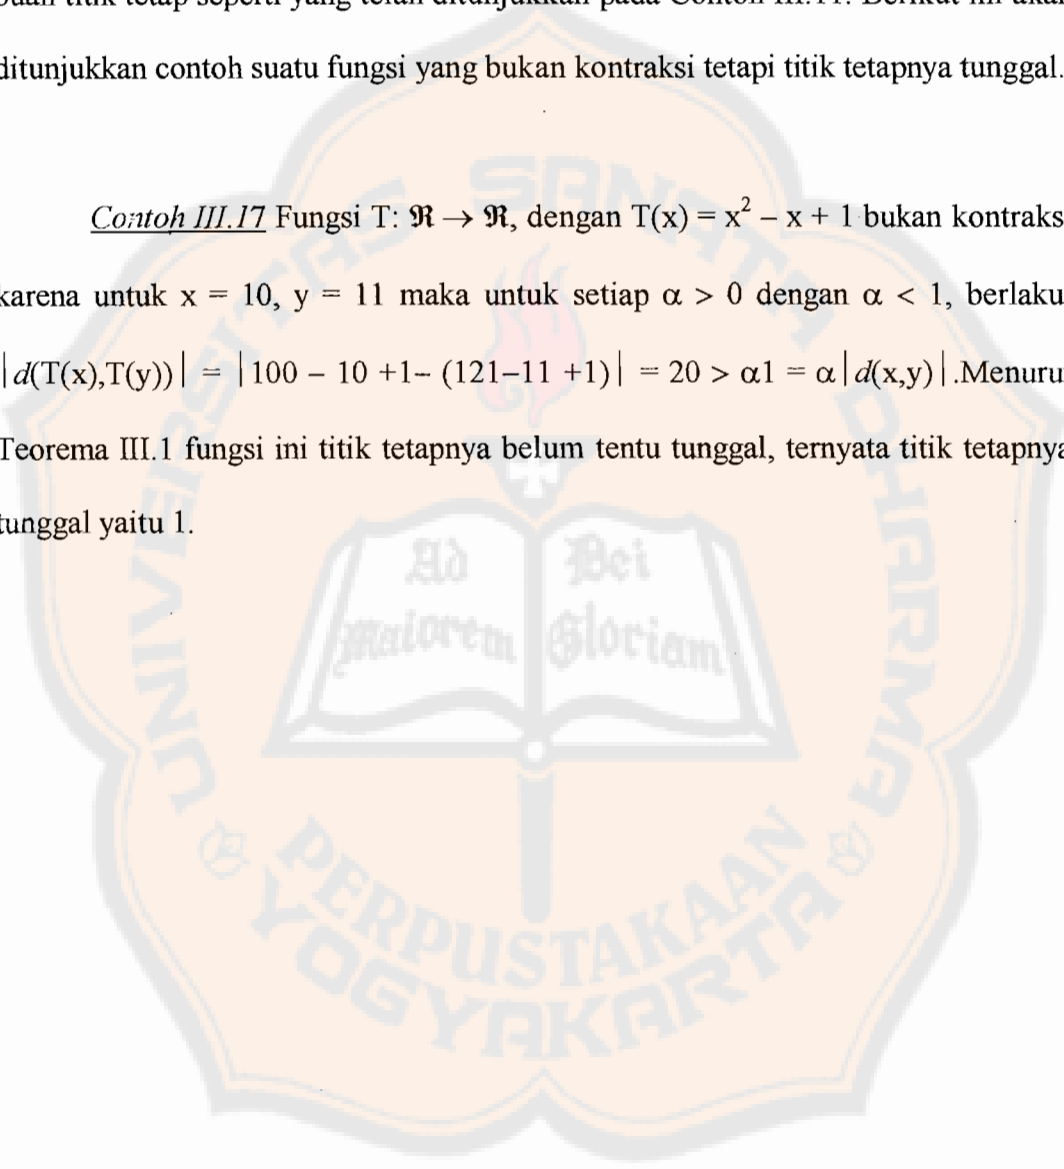 buah titik tetap seperti yang telah ditunjukkan pada Contoh III.11. Berikut ini akan
ditunjukkan contoh suatu fungsi yang bukan kontraksi tetapi titik tetapnya tunggal.
Contoh III.17 Fungsi T: ℜ → ℜ, dengan T(x) = x² – x + 1 bukan kontraks
karena untuk x = 10, y = 11 maka untuk setiap α > 0 dengan α < 1, berlaku
|d(T(x),T(y))| = |100 – 10 +1– (121–11 +1)| = 20 > α1 = α|d(x,y)|.Menuru
Teorema III.1 fungsi ini titik tetapnya belum tentu tunggal, ternyata titik tetapnya
tunggal yaitu 1.
UNIVERSITAS SANATA DHARMA
Ad Dei
Maiorem Gloriam
PERPUSTAKAAN
YOGYAKARTA